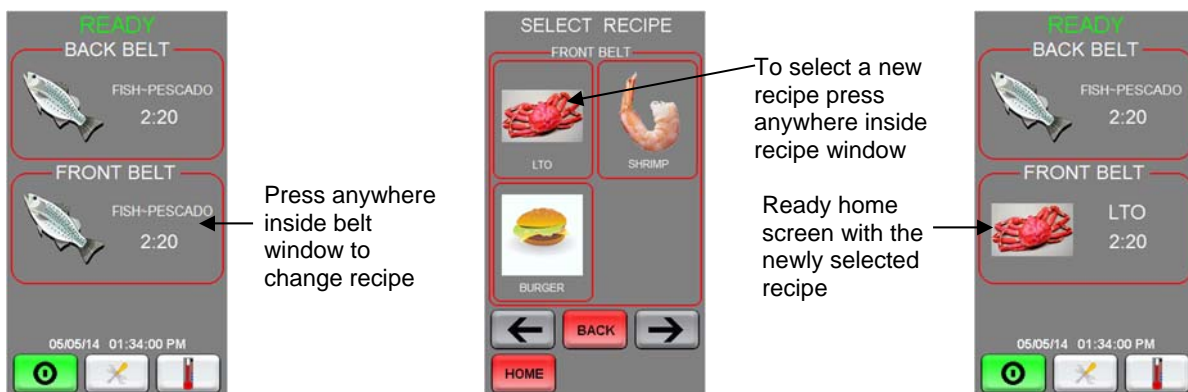 READY
BACK BELT
FISH~PESCADO
2:20
FRONT BELT
FISH~PESCADO
2:20
05/05/14 01:34:00 PM
Press anywhere
inside belt
window to
change recipe
SELECT RECIPE
FRONT BELT
LTO
SHRIMP
BURGER
BACK
HOME
To select a new
recipe press
anywhere inside
recipe window
Ready home
screen with the
newly selected
recipe
READY
BACK BELT
FISH~PESCADO
2:20
FRONT BELT
LTO
2:20
05/05/14 01:34:00 PM